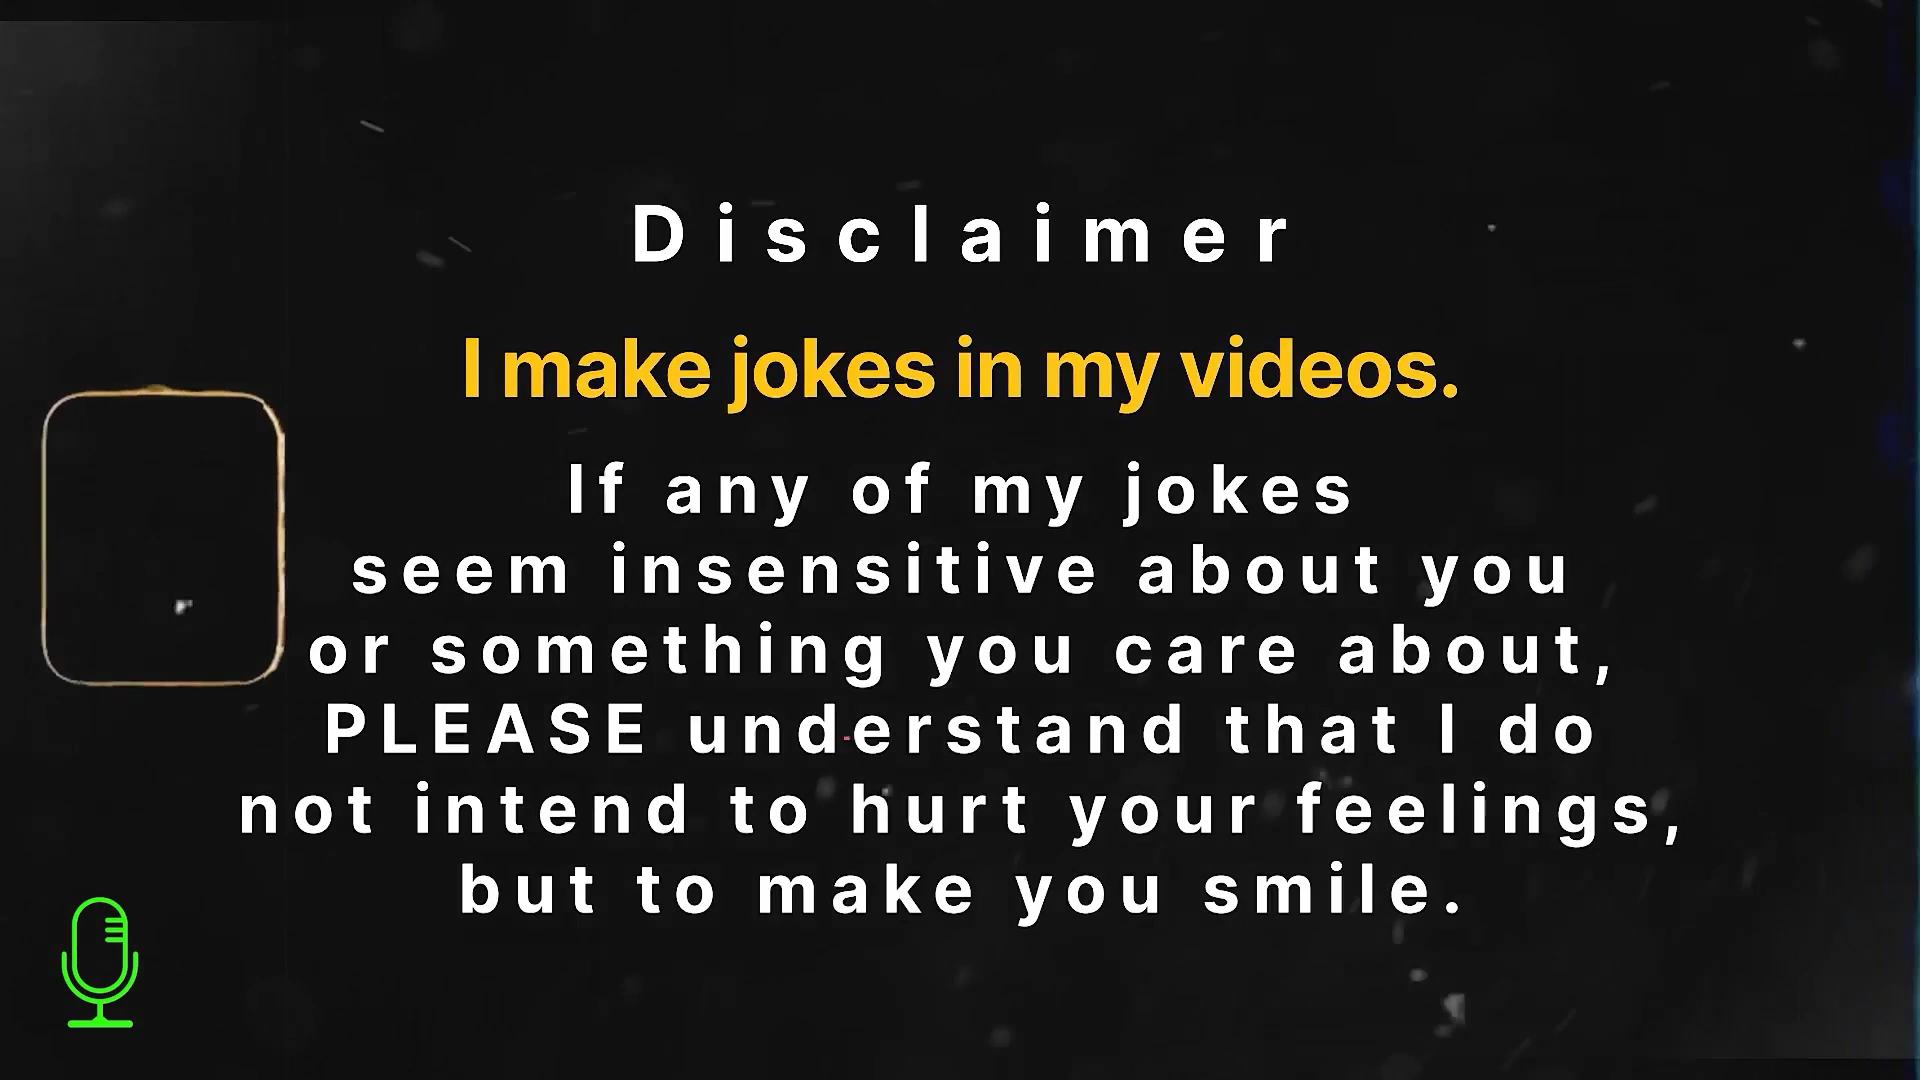 Disclaimer
I make jokes in my videos.
If any of my jokes
seem insensitive about you
or something you care about,
PLEASE understand that I do
not intend to hurt your feelings,
but to make you smile.